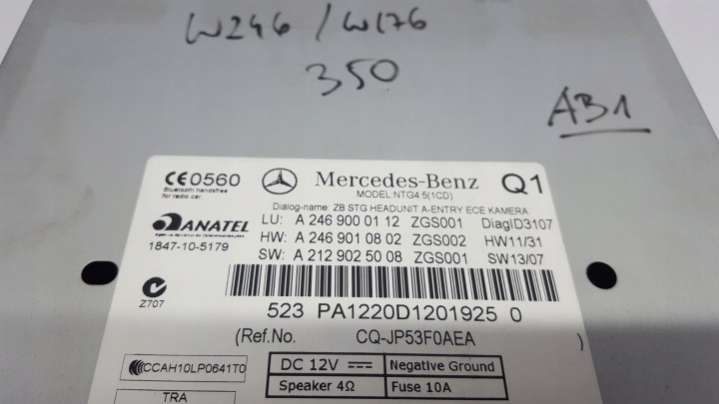 W246/W176
350
AB1
CE0560
Bluetooth handsfree
for radio car
Mercedes-Benz Q1
MODEL:NTG4.5(1CD)
Dialog-name: ZB STG HEADUNIT A-ENTRY ECE KAMERA
ANATEL
1847-10-5179
LU: A 246 900 01 12 ZGS001 DiagID3107
HW: A 246 901 08 02 ZGS002 HW11/31
SW: A 212 902 50 08 ZGS001 SW13/07
Z707
523 PA1220D1201925 0
(Ref.No. CQ-JP53F0AEA )
CCAH10LP0641T0
DC 12V Negative Ground
Speaker 4Ω Fuse 10A
TRA